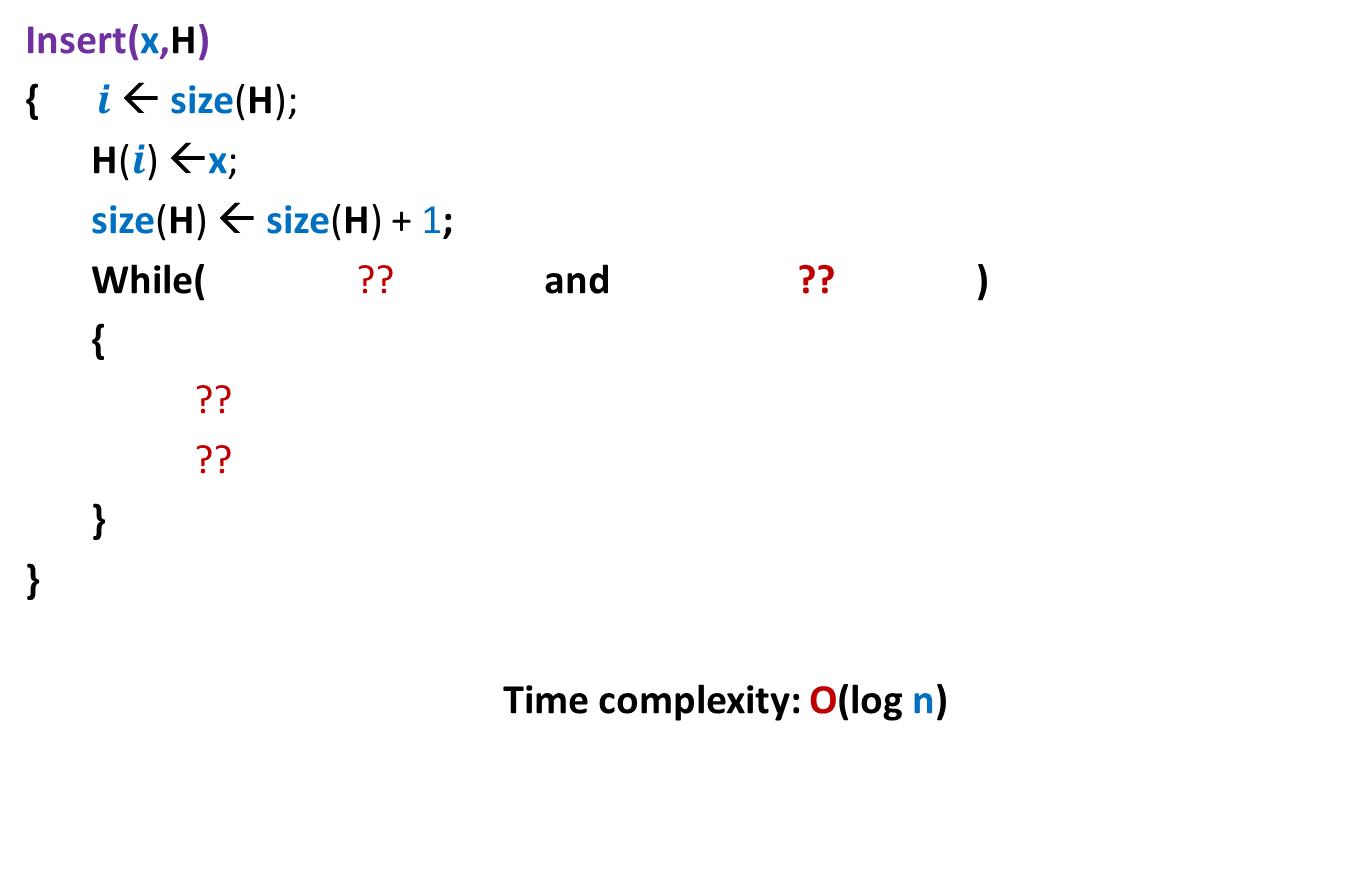 Insert(x,H)
{ i ← size(H);
H(i) ←x;
size(H) ← size(H) + 1;
While( ?? and ?? )
{
??
??
}
}
Time complexity: O(log n)